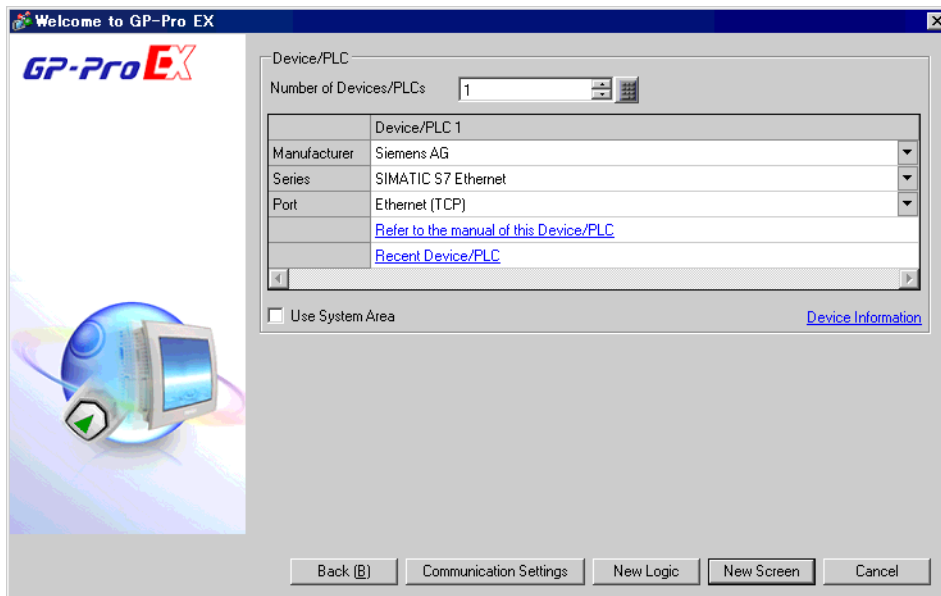 Welcome to GP-Pro EX
GP-Pro EX
Device/PLC
Number of Devices/PLCs 1
Device/PLC 1
Manufacturer Siemens AG
Series SIMATIC S7 Ethernet
Port Ethernet (TCP)
Refer to the manual of this Device/PLC
Recent Device/PLC
Use System Area Device Information
Back (B) Communication Settings New Logic New Screen Cancel